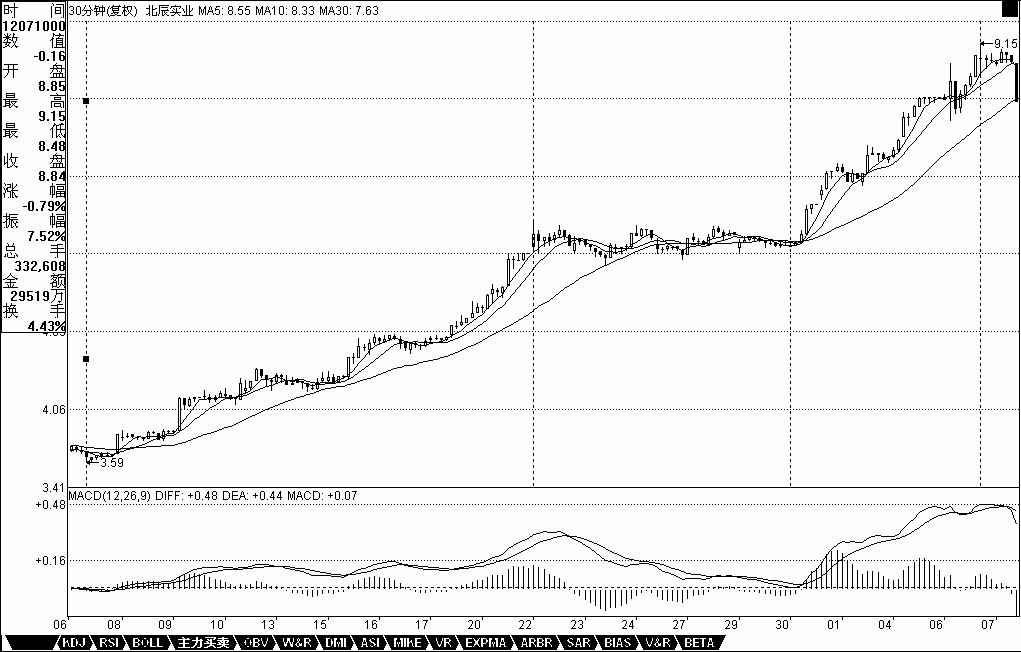 30分钟(复权) 北辰实业 MA5: 8.55 MA10: 8.33 MA30: 7.63
时 间
12071000
数 值
-0.16
开 盘
8.85
最 高
9.15
最 低
8.48
收 盘
8.84
涨 幅
-0.79%
振 幅
7.52%
总 手
332,608
金 额
29519万
换 手
4.43%
9.15
4.06
3.59
3.41
MACD(12,26,9) DIFF: +0.48 DEA: +0.44 MACD: +0.07
+0.48
+0.16
06 08 09 10 13 14 15 16 17 20 22 23 24 25 27 29 30 01 04 06 07
KDJ RSI BOLL 主力买卖 OBV W&R DMI ASI MIKE VR EXPMA ARBR SAR BIAS V&R BETA